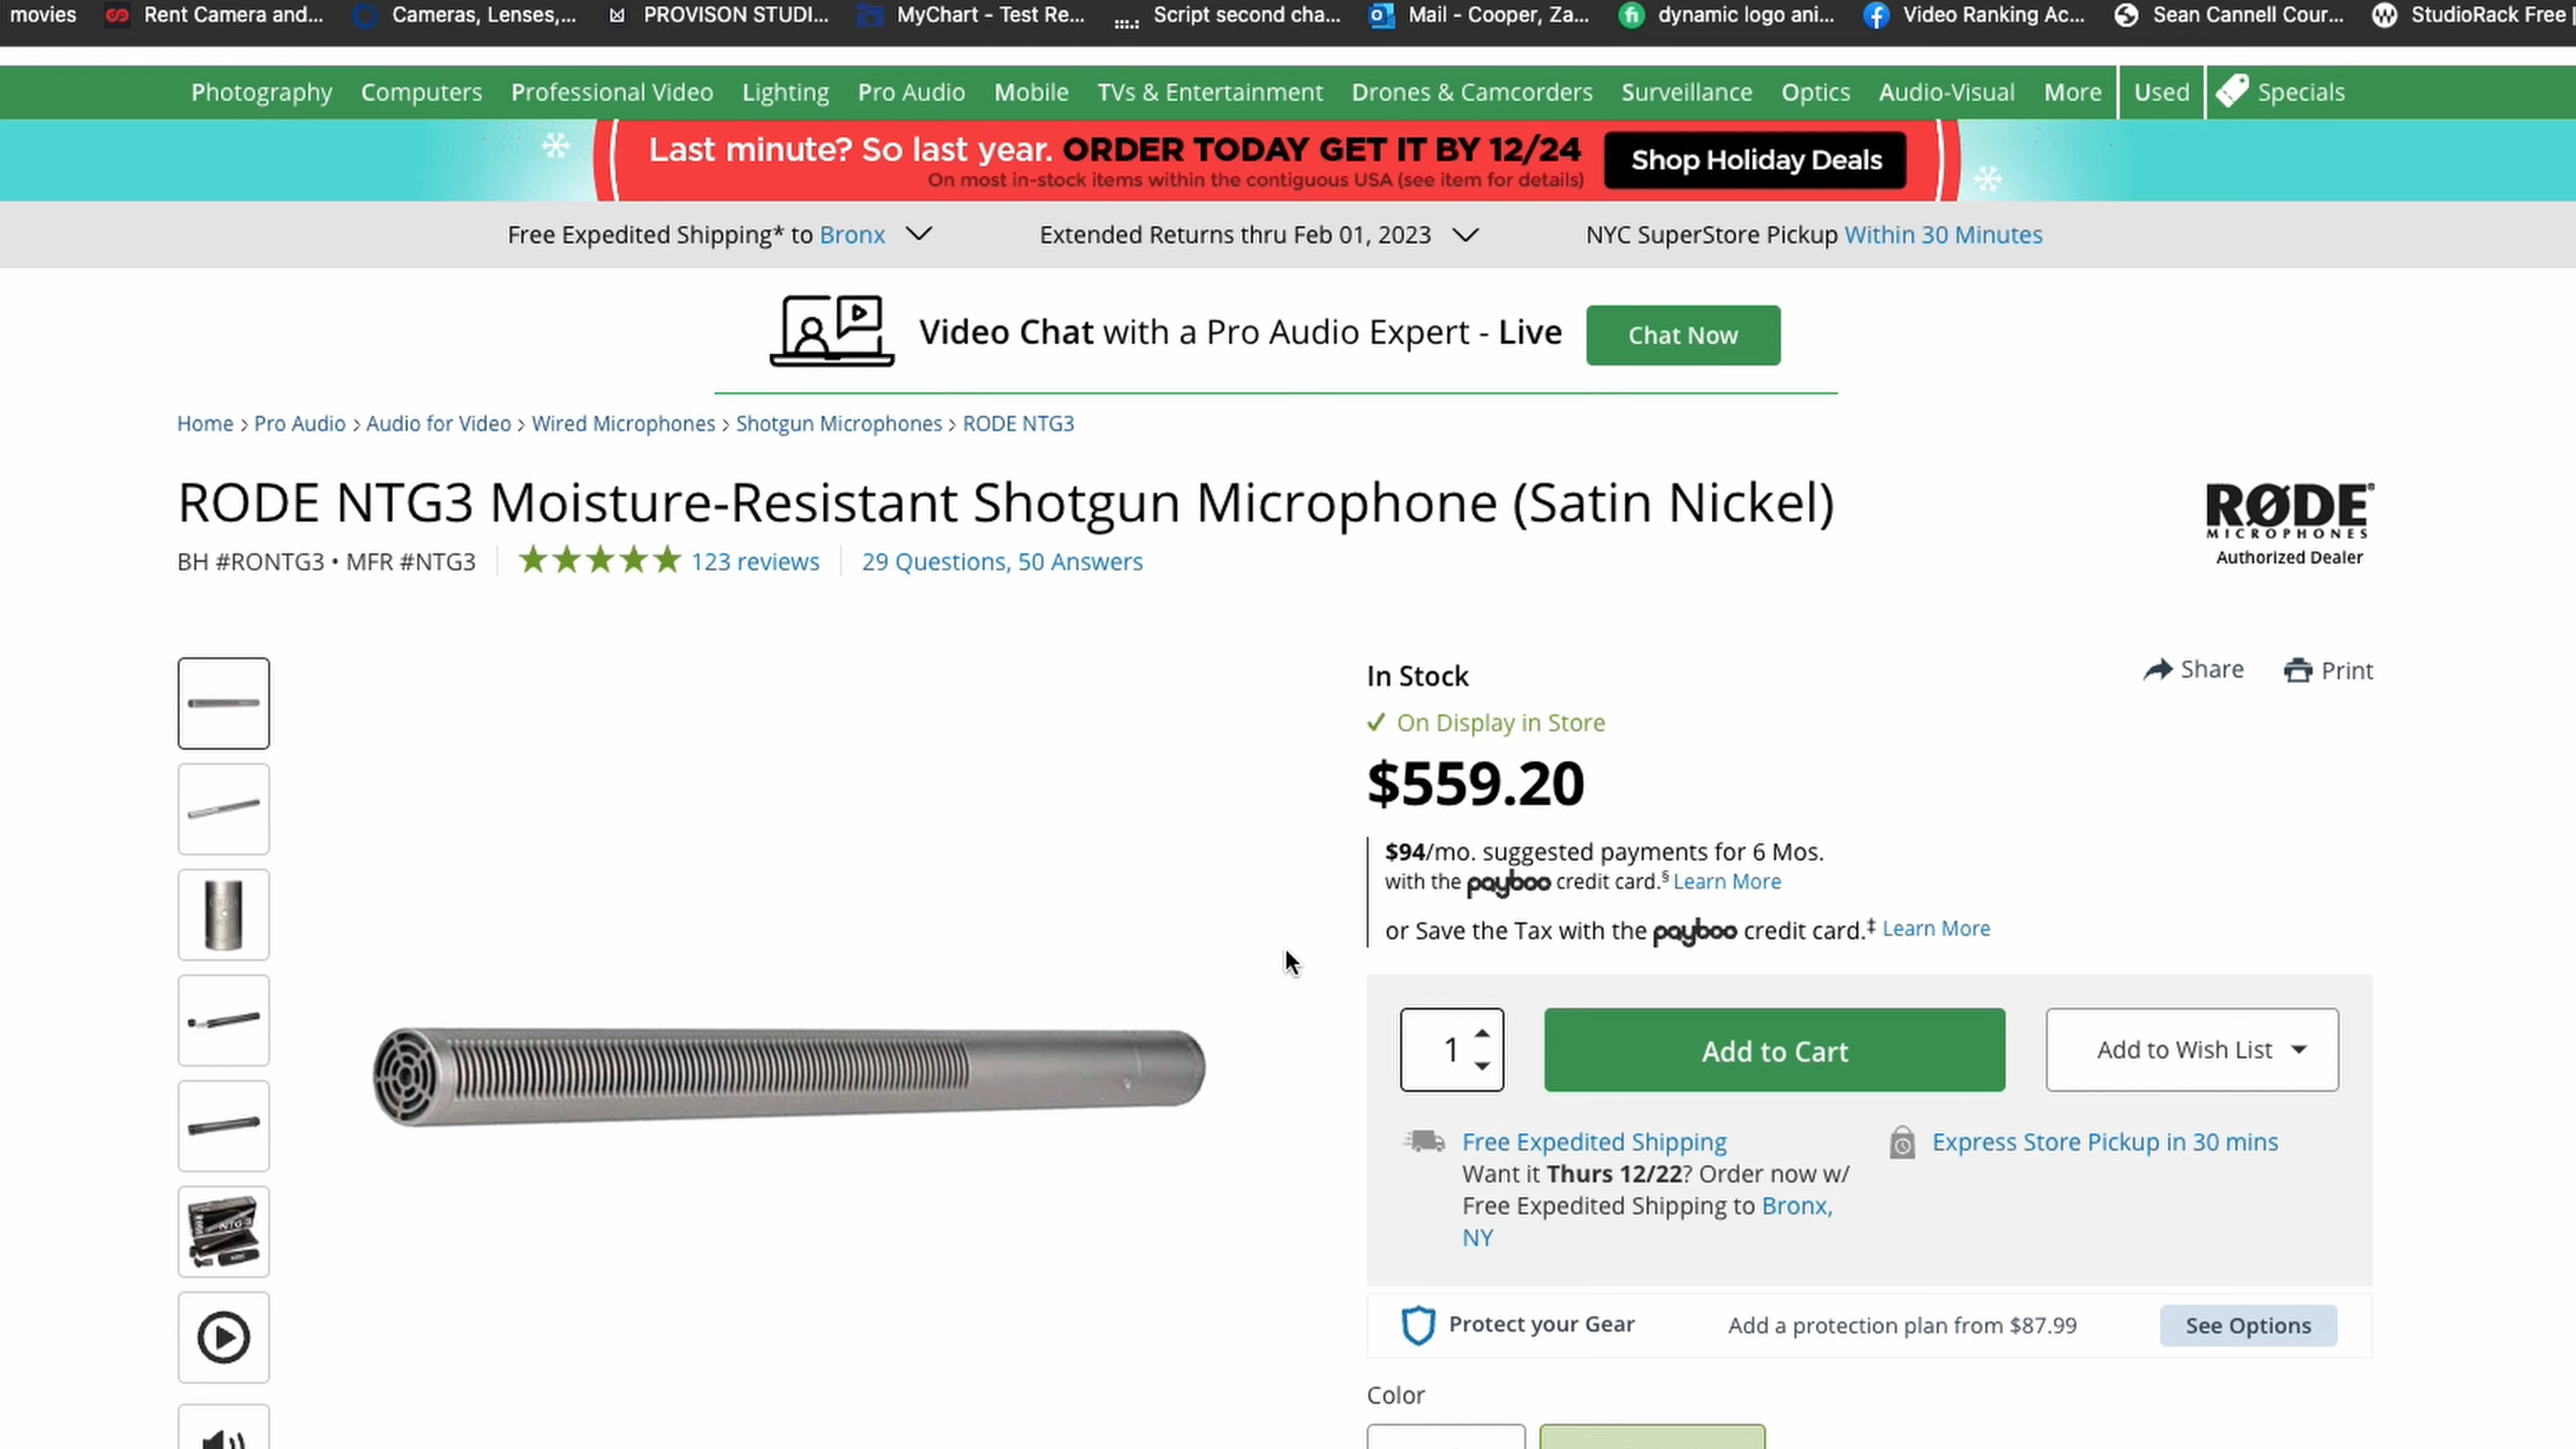 movies Rent Camera and... Cameras, Lenses,... PROVISON STUDI... MyChart - Test Re... Script second cha... Mail - Cooper, Za... dynamic logo ani... Video Ranking Ac... Sean Cannell Cour... StudioRack Free
Photography Computers Professional Video Lighting Pro Audio Mobile TVs & Entertainment Drones & Camcorders Surveillance Optics Audio-Visual More Used Specials
Last minute? So last year. ORDER TODAY GET IT BY 12/24 Shop Holiday Deals
On most in-stock items within the contiguous USA (see item for details)
Free Expedited Shipping* to Bronx Extended Returns thru Feb 01, 2023 NYC SuperStore Pickup Within 30 Minutes
Video Chat with a Pro Audio Expert - Live Chat Now
Home > Pro Audio > Audio for Video > Wired Microphones > Shotgun Microphones > RODE NTG3
RODE NTG3 Moisture-Resistant Shotgun Microphone (Satin Nickel)
RØDE®
MICROPHONES
Authorized Dealer
BH #RONTG3 • MFR #NTG3 123 reviews 29 Questions, 50 Answers
In Stock Share Print
✓ On Display in Store
$559.20
$94/mo. suggested payments for 6 Mos.
with the payboo credit card.§ Learn More
or Save the Tax with the payboo credit card.‡ Learn More
1 Add to Cart Add to Wish List
Free Expedited Shipping Express Store Pickup in 30 mins
Want it Thurs 12/22? Order now w/
Free Expedited Shipping to Bronx,
NY
NTG3
Protect your Gear Add a protection plan from $87.99 See Options
Color